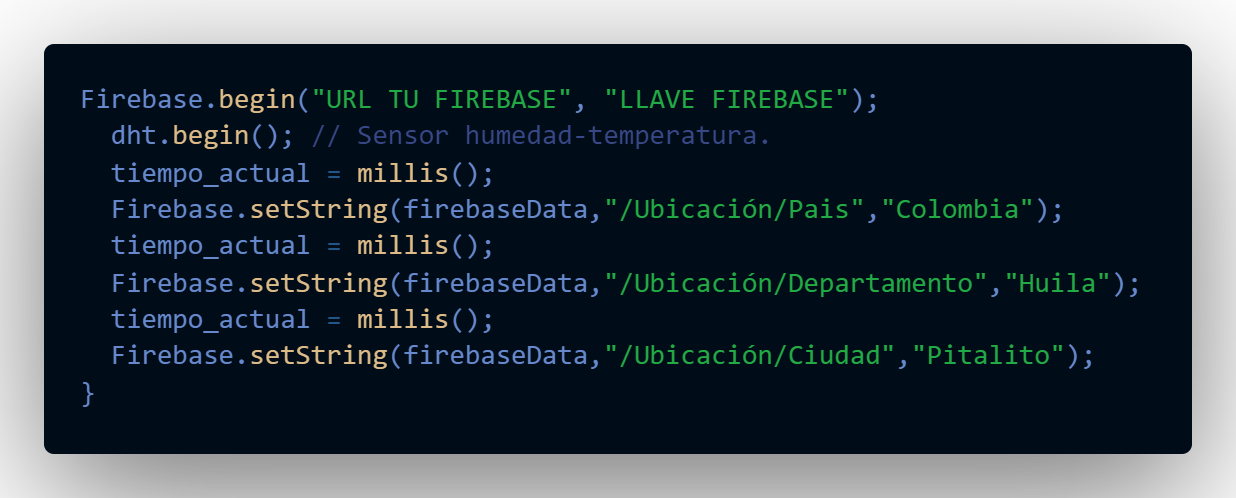 Firebase.begin("URL TU FIREBASE", "LLAVE FIREBASE");
  dht.begin(); // Sensor humedad-temperatura.
  tiempo_actual = millis();
  Firebase.setString(firebaseData,"/Ubicación/Pais","Colombia");
  tiempo_actual = millis();
  Firebase.setString(firebaseData,"/Ubicación/Departamento","Huila");
  tiempo_actual = millis();
  Firebase.setString(firebaseData,"/Ubicación/Ciudad","Pitalito");
}